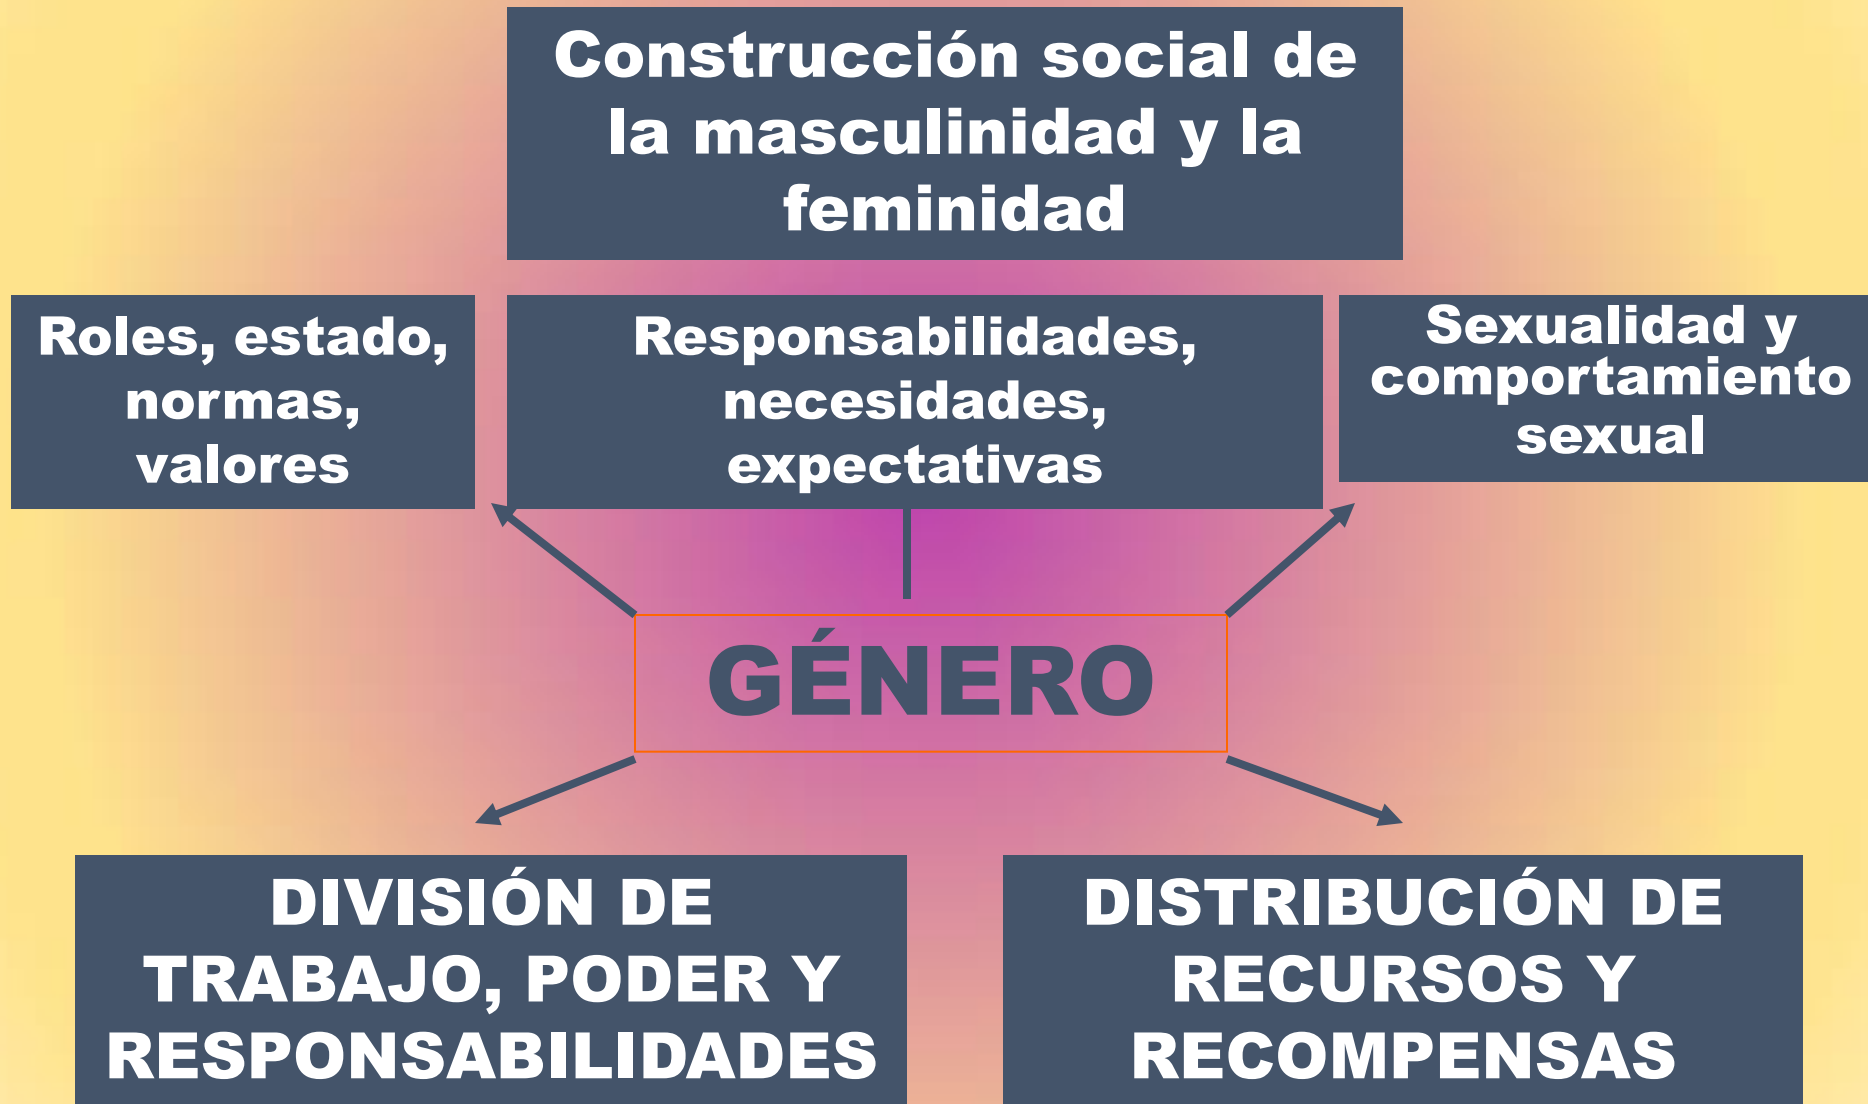 Construcción social de
la masculinidad y la
feminidad
Roles, estado,
normas,
valores
Responsabilidades,
necesidades,
expectativas
Sexualidad y
comportamiento
sexual
GÉNERO
DIVISIÓN DE
TRABAJO, PODER Y
RESPONSABILIDADES
DISTRIBUCIÓN DE
RECURSOS Y
RECOMPENSAS